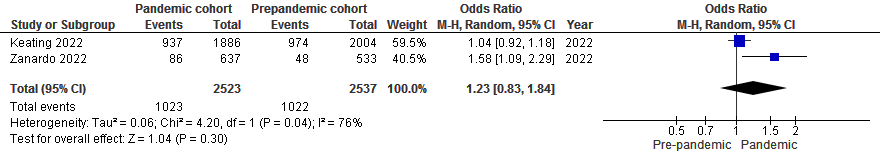 Pandemic cohort Prepandemic cohort Odds Ratio Odds Ratio
Study or Subgroup Events Total Events Total Weight M-H, Random, 95% CI Year M-H, Random, 95% CI
Keating 2022 937 1886 974 2004 59.5% 1.04 [0.92, 1.18] 2022
Zanardo 2022 86 637 48 533 40.5% 1.58 [1.09, 2.29] 2022
Total (95% CI) 2523 2537 100.0% 1.23 [0.83, 1.84]
Total events 1023 1022
Heterogeneity: Tau² = 0.06; Chi² = 4.20, df = 1 (P = 0.04); I² = 76%
Test for overall effect: Z = 1.04 (P = 0.30)
0.5 0.7 1 1.5 2
Pre-pandemic Pandemic